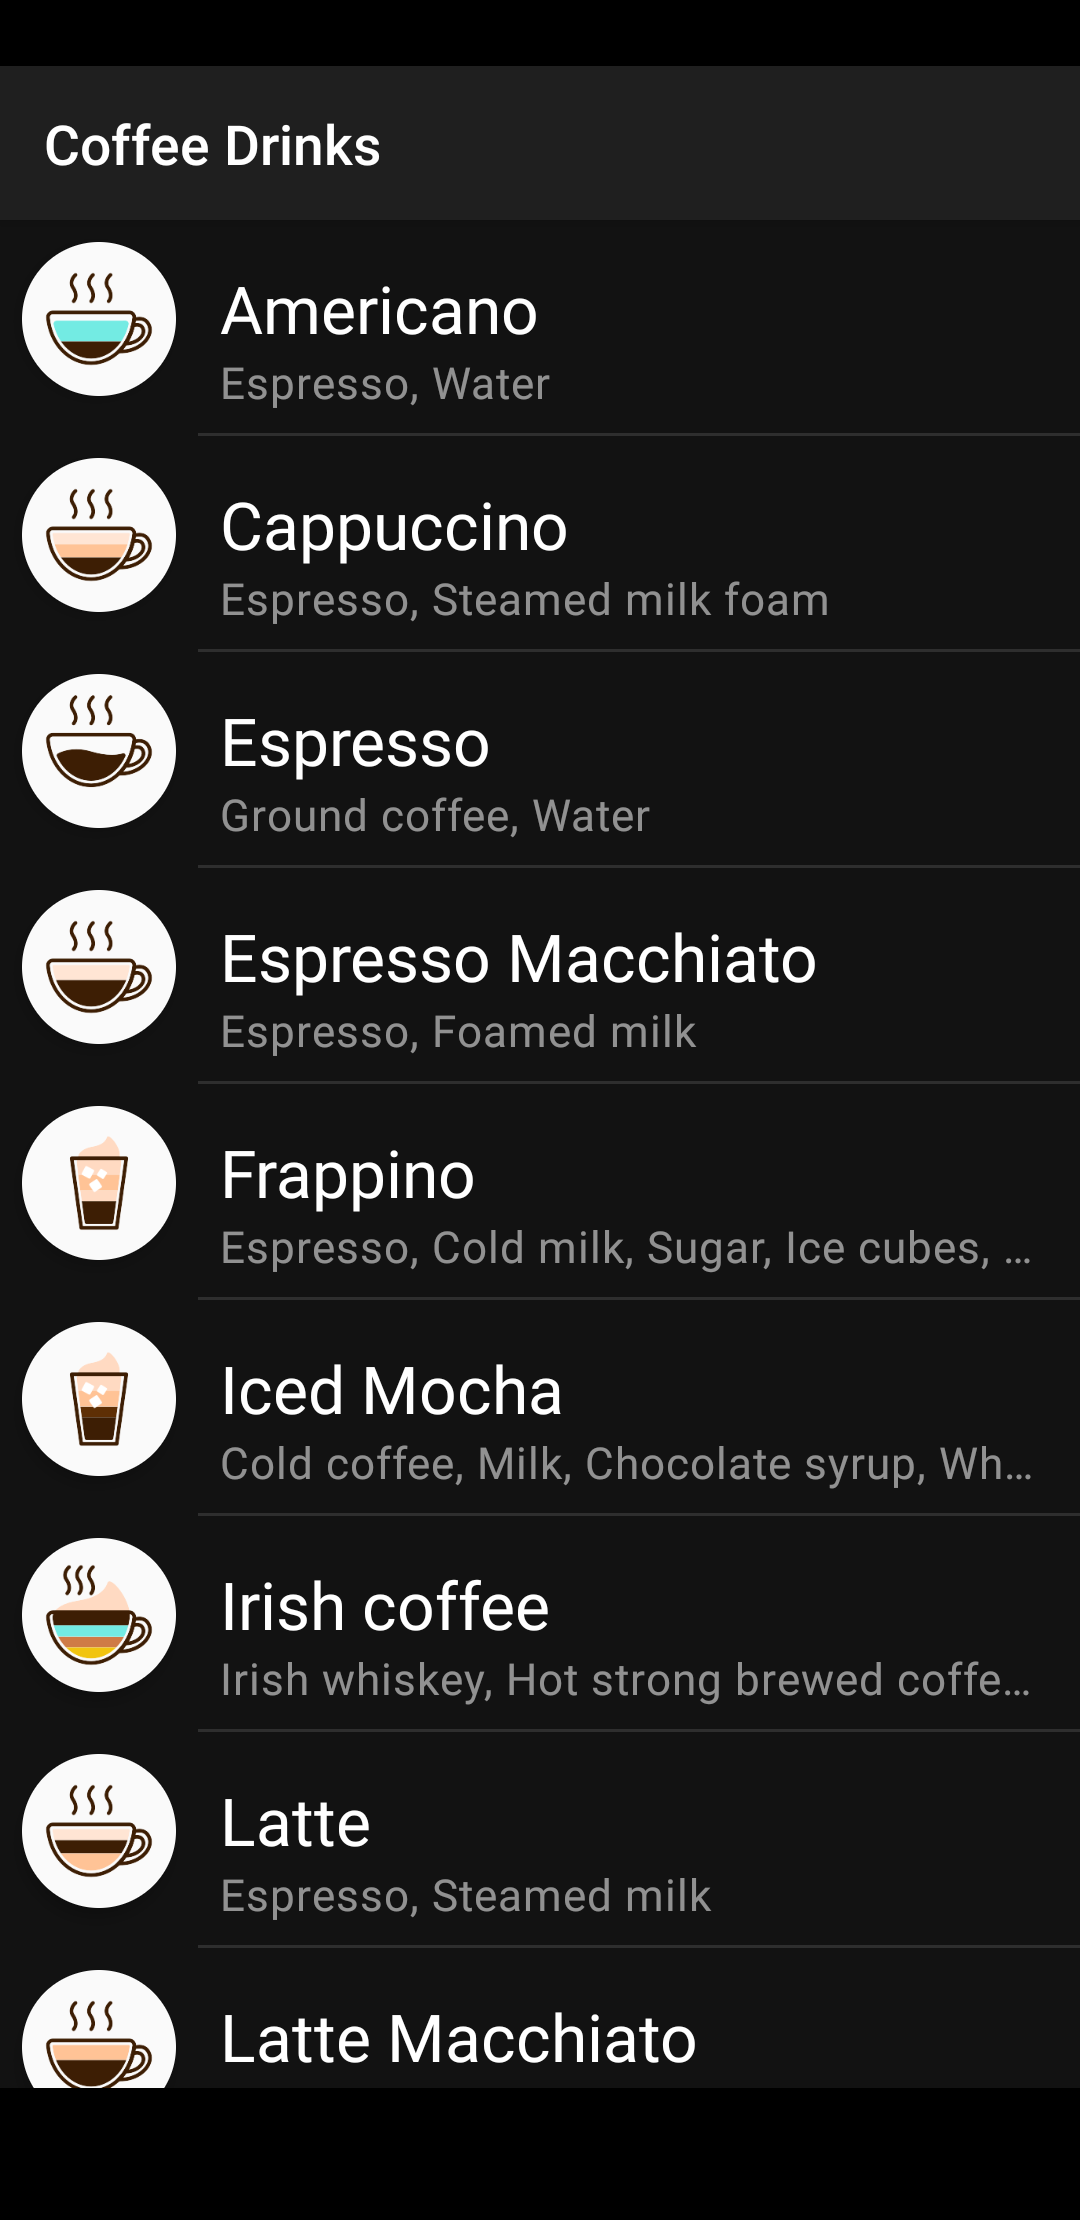 Coffee Drinks
Americano
Espresso, Water
Cappuccino
Espresso, Steamed milk foam
Espresso
Ground coffee, Water
Espresso Macchiato
Espresso, Foamed milk
Frappino
Espresso, Cold milk, Sugar, Ice cubes, …
Iced Mocha
Cold coffee, Milk, Chocolate syrup, Wh…
Irish coffee
Irish whiskey, Hot strong brewed coffe…
Latte
Espresso, Steamed milk
Latte Macchiato